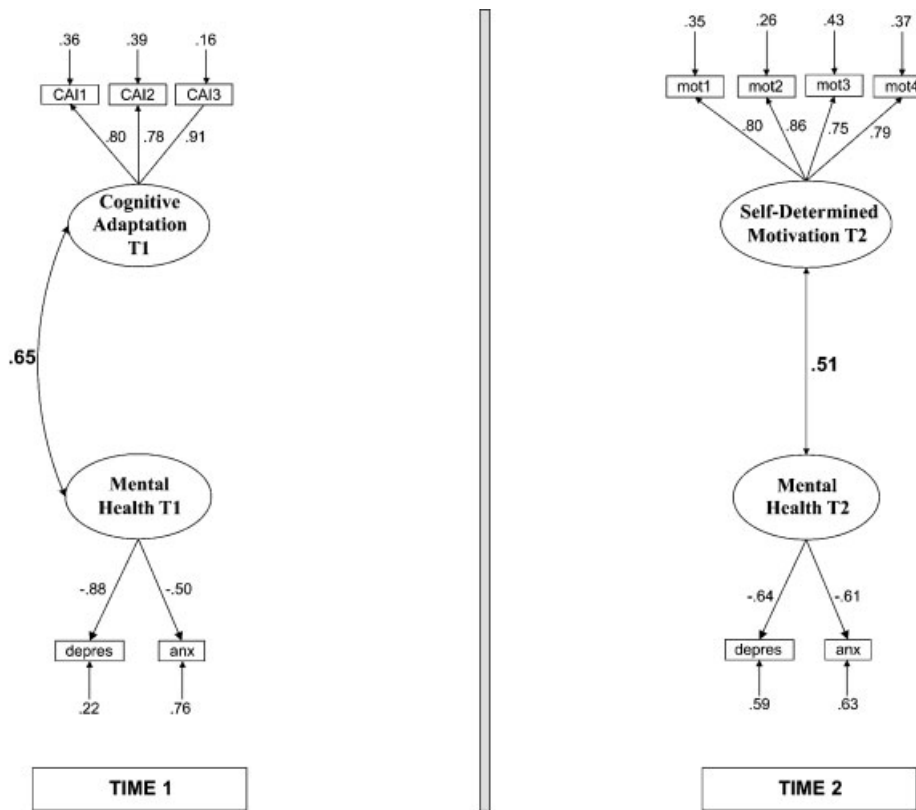 .36 .39 .16
CAI1 CAI2 CAI3
.80 .78 .91
Cognitive
Adaptation
T1
.65
Mental
Health T1
-.88 -.50
depres anx
.22 .76
TIME 1
.35 .26 .43 .37
mot1 mot2 mot3 mot4
.80 .86 .75 .79
Self-Determined
Motivation T2
.51
Mental
Health T2
-.64 -.61
depres anx
.59 .63
TIME 2